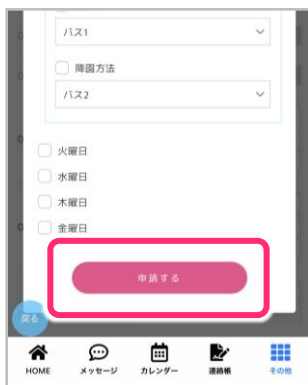 バス1
降園方法
バス2
火曜日
水曜日
木曜日
金曜日
申請する
戻る
HOME
メッセージ
カレンダー
連絡帳
その他